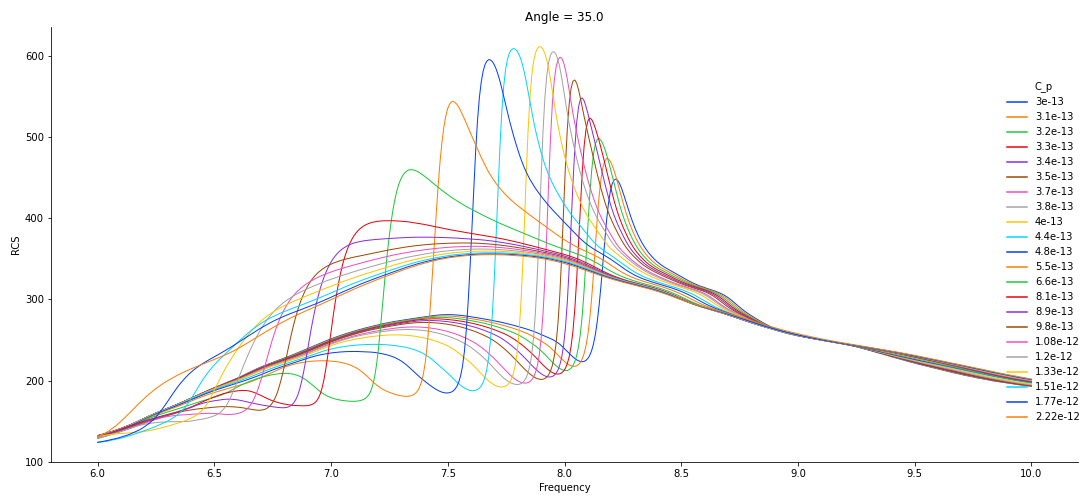 Angle = 35.0
RCS
600
500
400
300
200
100
6.0 6.5 7.0 7.5 8.0 8.5 9.0 9.5 10.0
Frequency
C_p
3e-13
3.1e-13
3.2e-13
3.3e-13
3.4e-13
3.5e-13
3.7e-13
3.8e-13
4e-13
4.4e-13
4.8e-13
5.5e-13
6.6e-13
8.1e-13
8.9e-13
9.8e-13
1.08e-12
1.2e-12
1.33e-12
1.51e-12
1.77e-12
2.22e-12